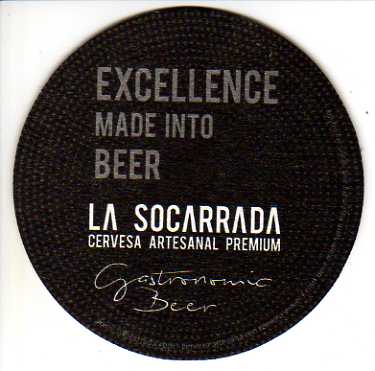 EXCELLENCE
MADE INTO
BEER
LA SOCARRADA
CERVESA ARTESANAL PREMIUM
Gastronomic
Beer